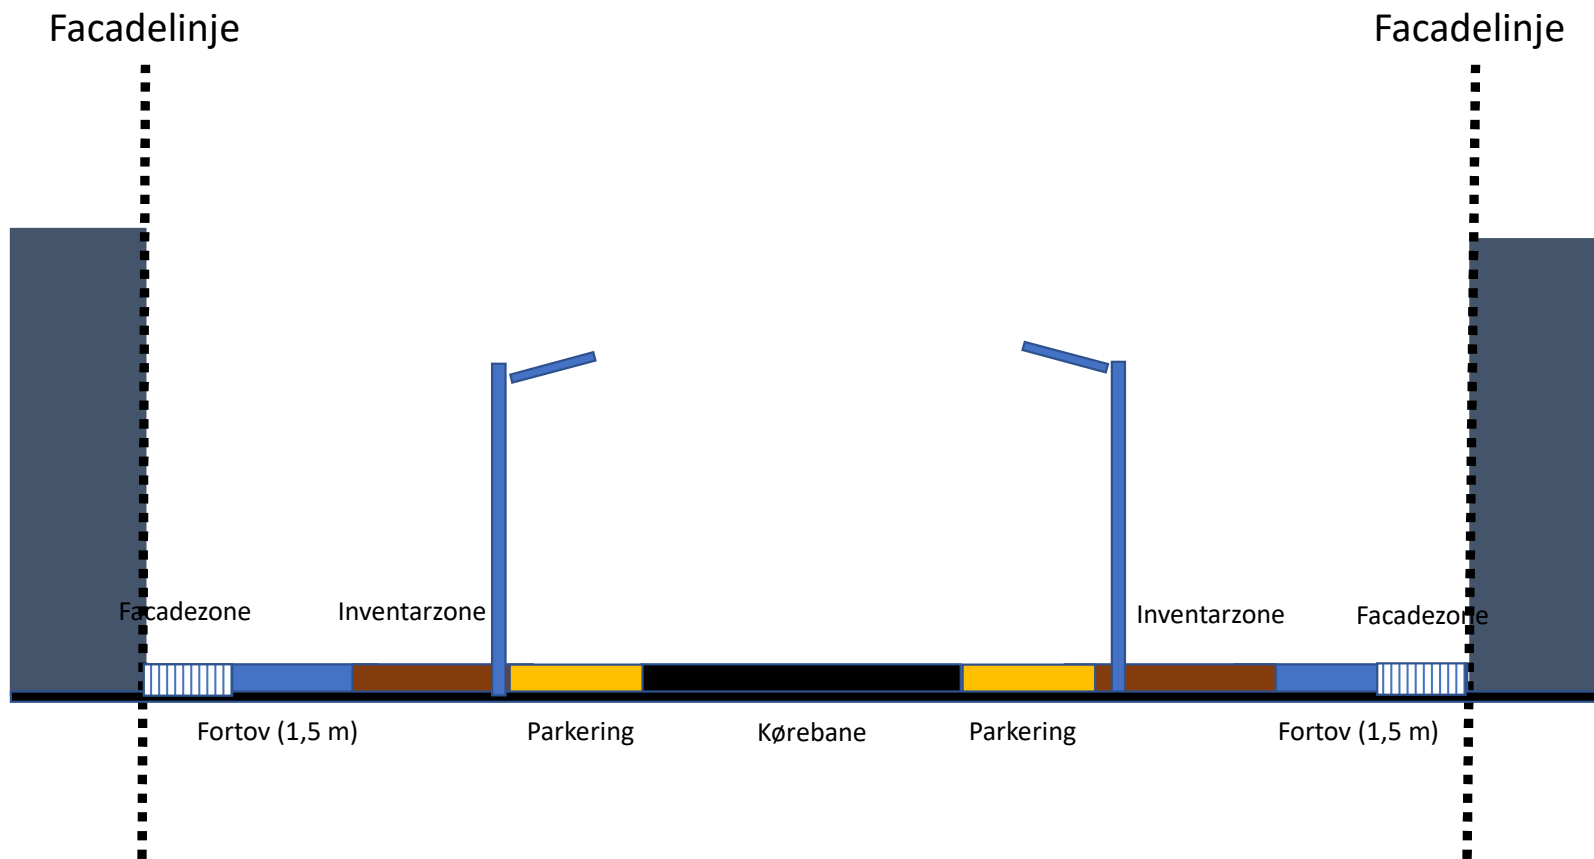 Facadelinje
Facadelinje
Facadezone
Inventarzone
Inventarzone
Facadezone
Fortov (1,5 m)
Parkering
Kørebane
Parkering
Fortov (1,5 m)